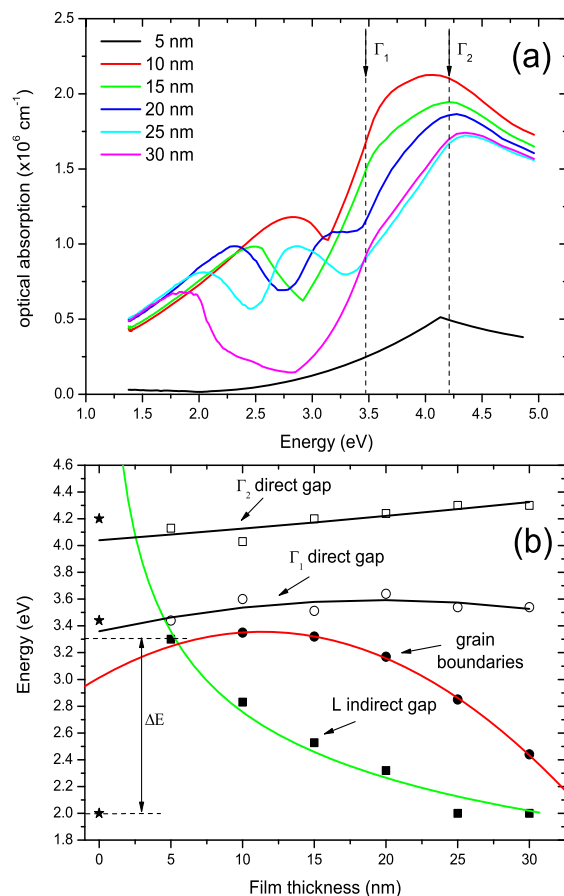 (a)
Γ1
Γ2
5 nm
10 nm
15 nm
20 nm
25 nm
30 nm
optical absorption (x10⁶ cm⁻¹)
2.5
2.0
1.5
1.0
0.5
0.0
1.0 1.5 2.0 2.5 3.0 3.5 4.0 4.5 5.0
Energy (eV)
(b)
Γ2 direct gap
Γ1 direct gap
grain
boundaries
L indirect gap
ΔE
Energy (eV)
4.6
4.4
4.2
4.0
3.8
3.6
3.4
3.2
3.0
2.8
2.6
2.4
2.2
2.0
1.8
0 5 10 15 20 25 30
Film thickness (nm)